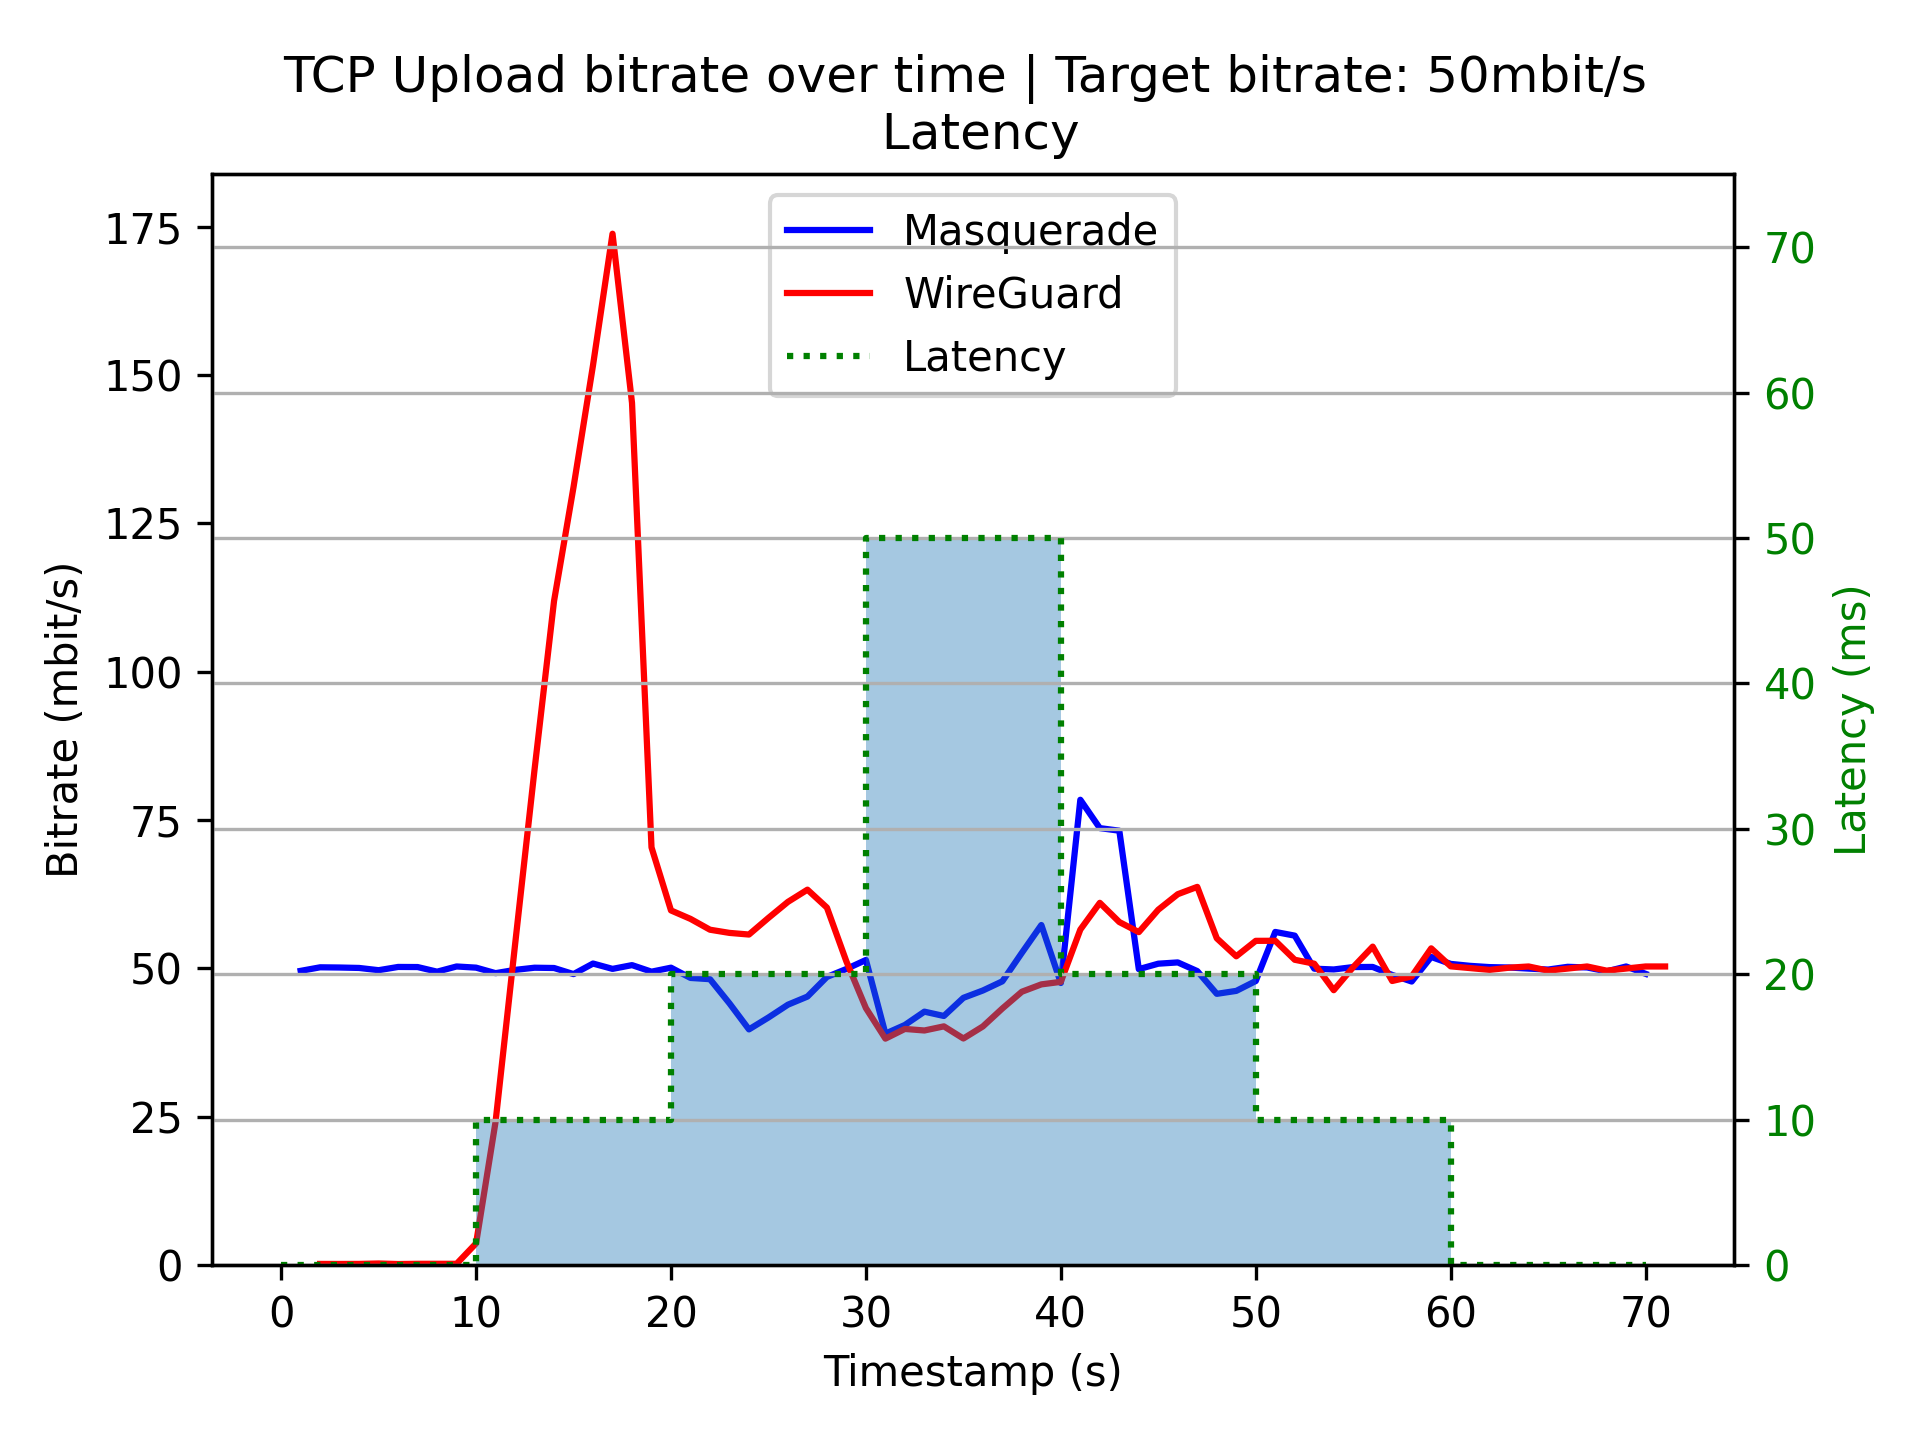 TCP Upload bitrate over time | Target bitrate: 50mbit/s
Latency
Masquerade
WireGuard
Latency
175
150
125
100
75
50
25
0
Bitrate (mbit/s)
70
60
50
40
30
20
10
0
Latency (ms)
0 10 20 30 40 50 60 70
Timestamp (s)